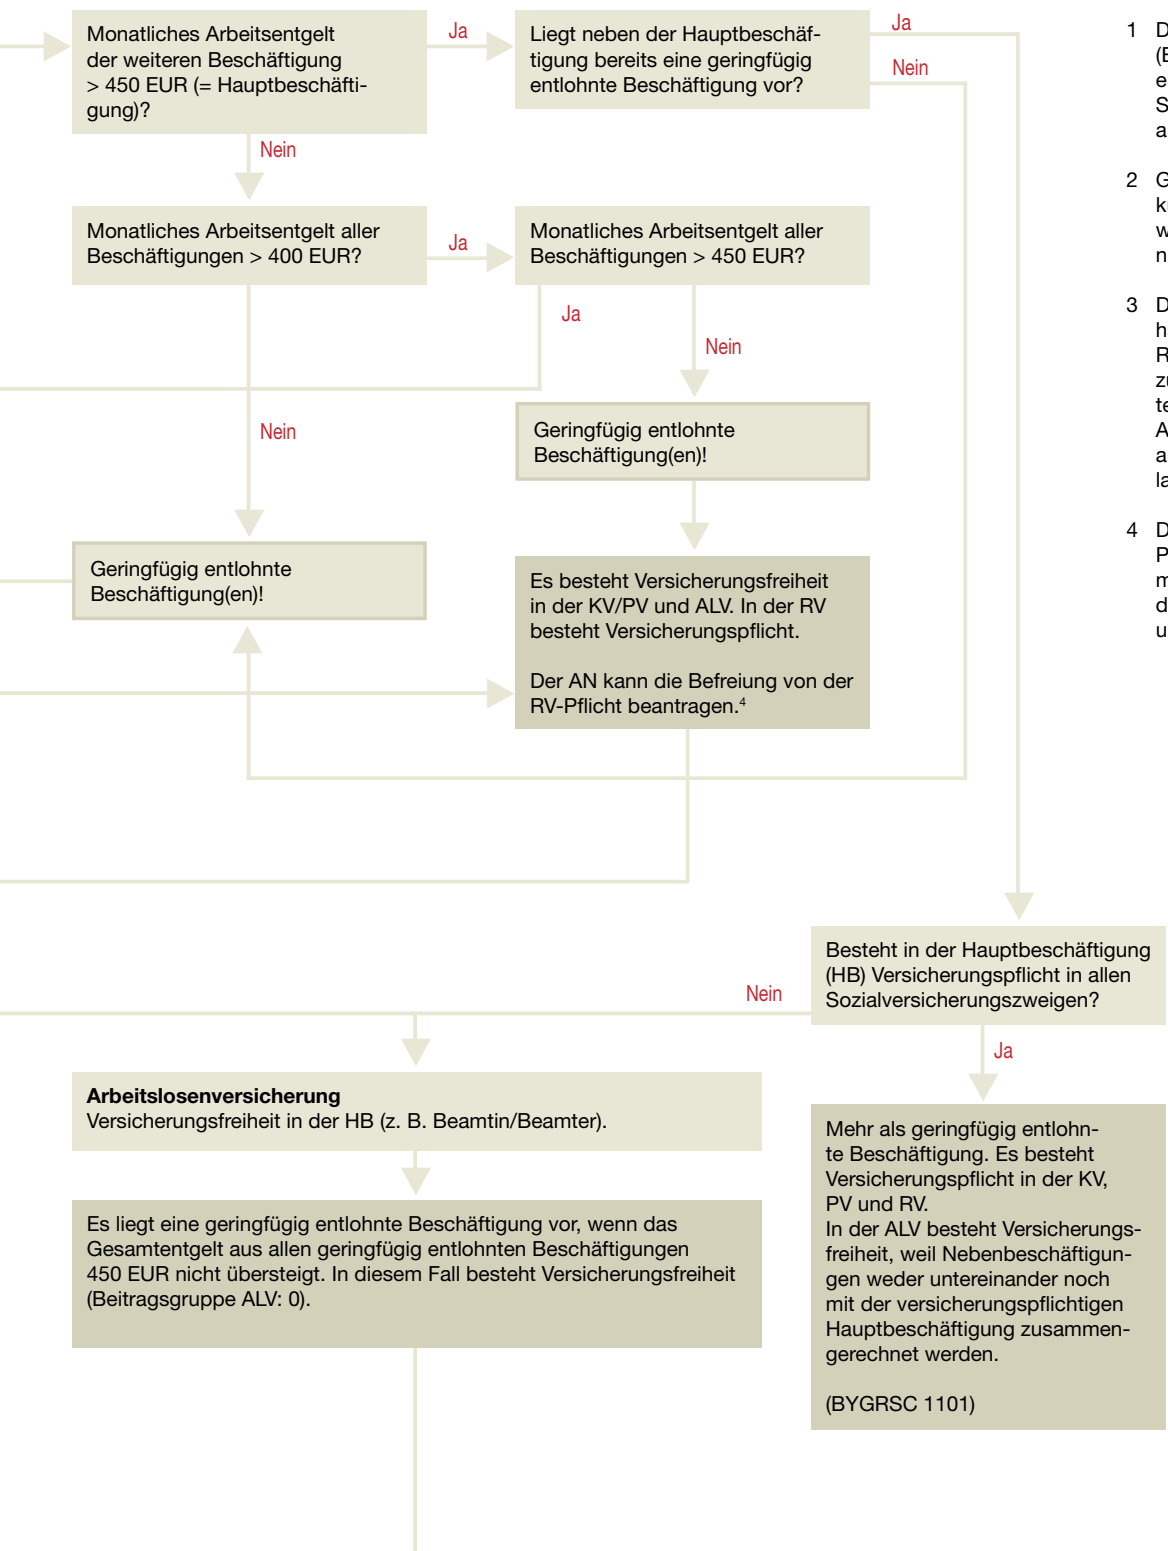 Monatliches Arbeitsentgelt
der weiteren Beschäftigung
> 450 EUR (= Hauptbeschäfti-
gung)?
Ja
Liegt neben der Hauptbeschäf-
tigung bereits eine geringfügig
entlohnte Beschäftigung vor?
Ja
Nein
Nein
Monatliches Arbeitsentgelt aller
Beschäftigungen > 400 EUR?
Ja
Monatliches Arbeitsentgelt aller
Beschäftigungen > 450 EUR?
Ja
Nein
Nein
Geringfügig entlohnte
Beschäftigung(en)!
Geringfügig entlohnte
Beschäftigung(en)!
Es besteht Versicherungsfreiheit
in der KV/PV und ALV. In der RV
besteht Versicherungspflicht.
Der AN kann die Befreiung von der
RV-Pflicht beantragen.4
Besteht in der Hauptbeschäftigung
(HB) Versicherungspflicht in allen
Sozialversicherungszweigen?
Nein
Ja
Arbeitslosenversicherung
Versicherungsfreiheit in der HB (z. B. Beamtin/Beamter).
Es liegt eine geringfügig entlohnte Beschäftigung vor, wenn das
Gesamtentgelt aus allen geringfügig entlohnten Beschäftigungen
450 EUR nicht übersteigt. In diesem Fall besteht Versicherungsfreiheit
(Beitragsgruppe ALV: 0).
Mehr als geringfügig entlohn-
te Beschäftigung. Es besteht
Versicherungspflicht in der KV,
PV und RV.
In der ALV besteht Versicherungs-
freiheit, weil Nebenbeschäftigun-
gen weder untereinander noch
mit der versicherungspflichtigen
Hauptbeschäftigung zusammen-
gerechnet werden.
(BYGRSC 1101)
1
2
3
4